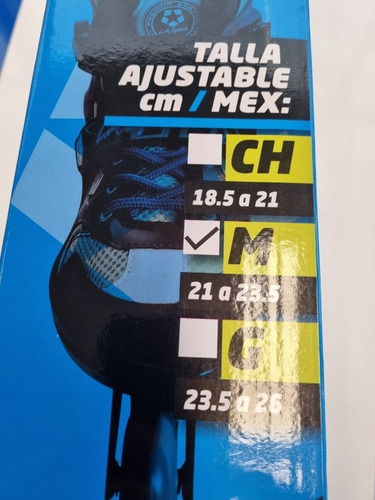 TALLA
AJUSTABLE
cm / MEX:
CH
18.5 a 21
M
21 a 23.5
G
23.5 a 26